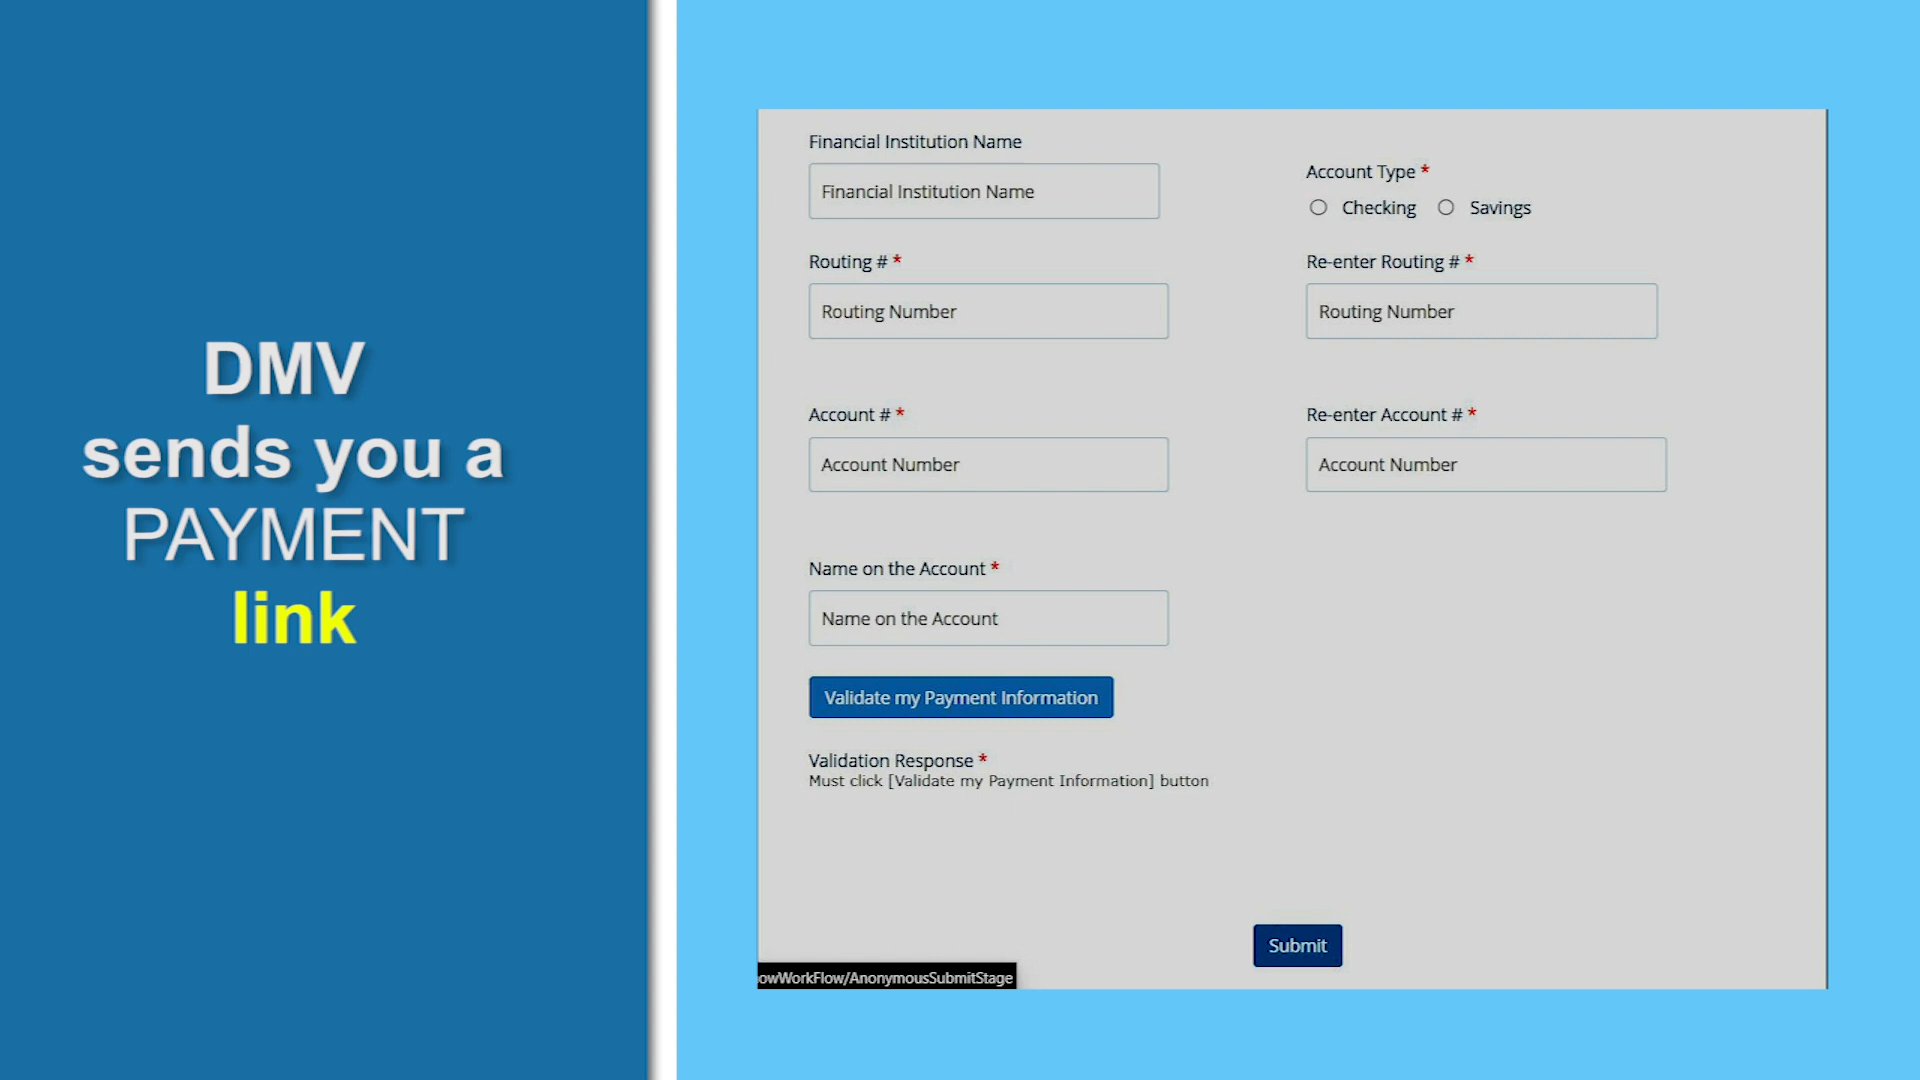 DMV
sends you a
PAYMENT
link
Financial Institution Name
Financial Institution Name
Account Type *
Checking Savings
Routing # *
Routing Number
Re-enter Routing # *
Routing Number
Account # *
Account Number
Re-enter Account # *
Account Number
Name on the Account *
Name on the Account
Validate my Payment Information
Validation Response *
Must click [Validate my Payment Information] button
Submit
owWorkFlow/AnonymousSubmitStage